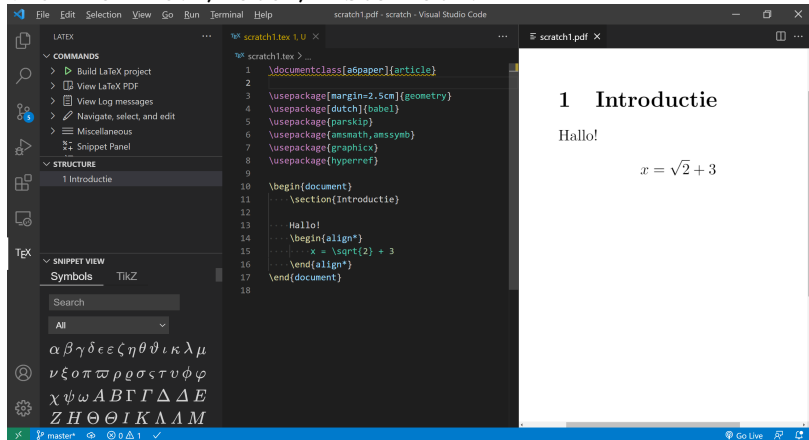 File Edit Selection View Go Run Terminal Help
scratch1.pdf - scratch - Visual Studio Code
LATEX
COMMANDS
Build LaTeX project
View LaTeX PDF
View Log messages
Navigate, select, and edit
Miscellaneous
Snippet Panel
STRUCTURE
1 Introductie
TEX
SNIPPET VIEW
Symbols TikZ
Search
All
α β γ δ ϵ ε ζ η θ ϑ ι κ λ μ
ν ξ ο π ϖ ρ ϱ σ ς τ υ ϕ φ
χ ψ ω A B Γ Γ Δ Δ E
Z H Θ Θ I K Λ Λ M
TEX scratch1.tex 1, U
TEX scratch1.tex > ...
1 \documentclass[a6paper]{article}
2
3 \usepackage[margin=2.5cm]{geometry}
4 \usepackage[dutch]{babel}
5 \usepackage{parskip}
6 \usepackage{amsmath,amssymb}
7 \usepackage{graphicx}
8 \usepackage{hyperref}
9
10 \begin{document}
11 \section{Introductie}
12
13 Hallo!
14 \begin{align*}
15 x = \sqrt{2} + 3
16 \end{align*}
17 \end{document}
18
scratch1.pdf
1 Introductie
Hallo!
x = √2 + 3
master* 0 1
Go Live